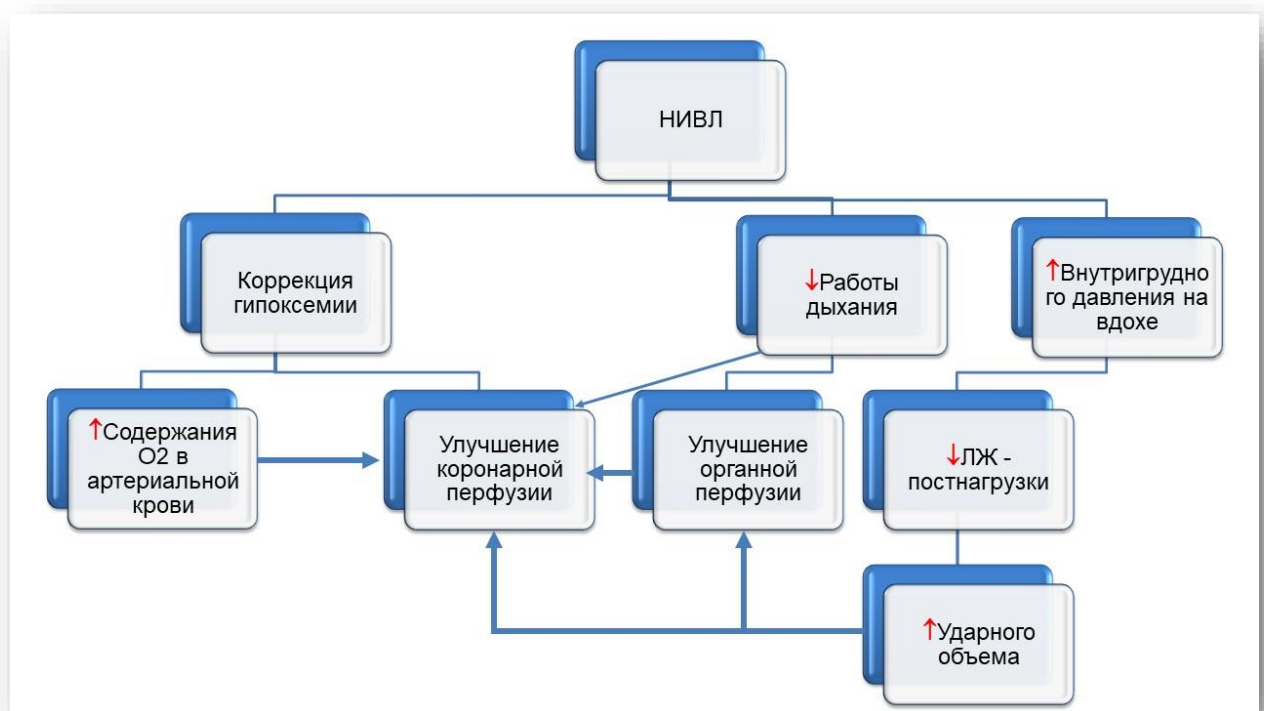 НИВЛ
Коррекция
гипоксемии
↓Работы
дыхания
↑Внутригрудно
го давления на
вдохе
↑Содержания
О2 в
артериальной
крови
Улучшение
коронарной
перфузии
Улучшение
органной
перфузии
↓ЛЖ -
постнагрузки
↑Ударного
объема